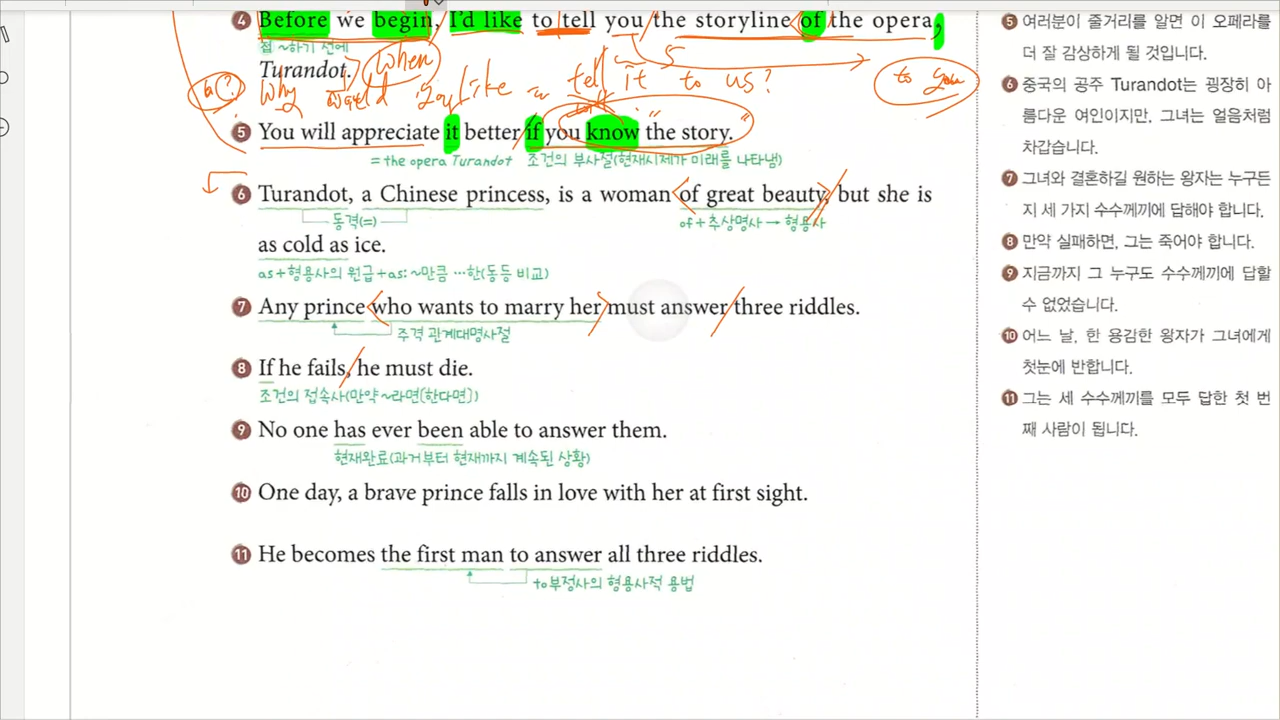 ④ Before we begin, I'd like to tell you the storyline of the opera,
접 ~하기 전에
Turandot.
when
5
to you
Q? Why would you like ~ tell it to us?
⑤ You will appreciate it better if you know the story.
= the opera Turandot 조건의 부사절(현재시제가 미래를 나타냄)
⑥ Turandot, a Chinese princess, is a woman of great beauty, but she is
동격(=)
of+추상명사 → 형용사
as cold as ice.
as+형용사의 원급+as: ~만큼 …한(동등 비교)
⑦ Any prince who wants to marry her must answer three riddles.
주격 관계대명사절
⑧ If he fails, he must die.
조건의 접속사(만약 ~라면[한다면])
⑨ No one has ever been able to answer them.
현재완료(과거부터 현재까지 계속된 상황)
⑩ One day, a brave prince falls in love with her at first sight.
⑪ He becomes the first man to answer all three riddles.
to부정사의 형용사적 용법
⑤ 여러분이 줄거리를 알면 이 오페라를
더 잘 감상하게 될 것입니다.
⑥ 중국의 공주 Turandot는 굉장히 아
름다운 여인이지만, 그녀는 얼음처럼
차갑습니다.
⑦ 그녀와 결혼하길 원하는 왕자는 누구든
지 세 가지 수수께끼에 답해야 합니다.
⑧ 만약 실패하면, 그는 죽어야 합니다.
⑨ 지금까지 그 누구도 수수께끼에 답할
수 없었습니다.
⑩ 어느 날, 한 용감한 왕자가 그녀에게
첫눈에 반합니다.
⑪ 그는 세 수수께끼를 모두 답한 첫 번
째 사람이 됩니다.